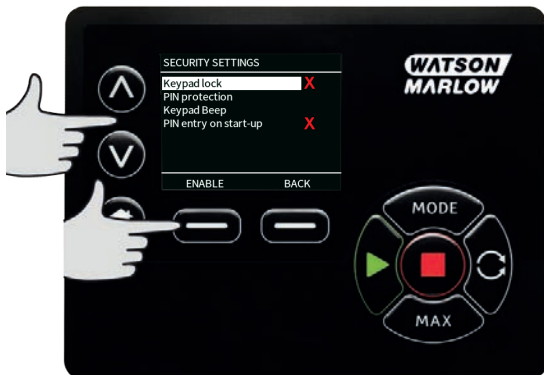 SECURITY SETTINGS
Keypad lock X
PIN protection
Keypad Beep
PIN entry on start-up X
ENABLE BACK
WATSON
MARLOW
MODE
MAX